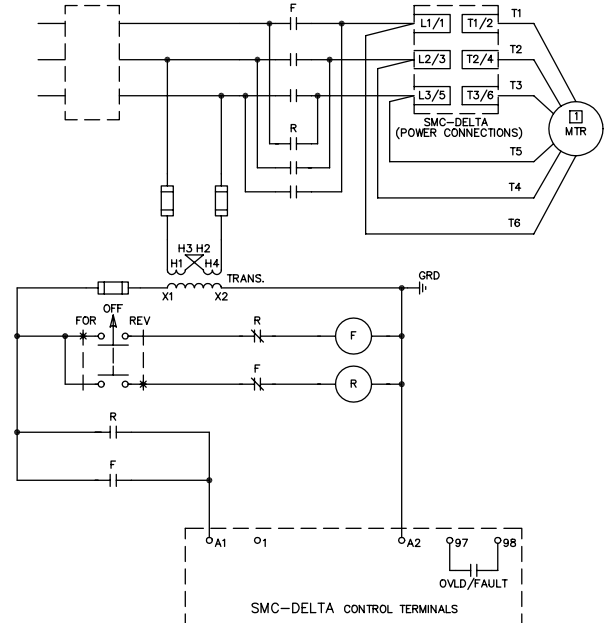 F
L1/1 T1/2 T1
L2/3 T2/4 T2
L3/5 T3/6 T3
SMC-DELTA
(POWER CONNECTIONS)
1
MTR
R
T5
T4
T6
H3 H2
H1 H4
TRANS.
X1 X2
GRD
OFF
FOR REV
R
F
F
R
R
F
A1
1
A2
97
98
OVLD/FAULT
SMC-DELTA CONTROL TERMINALS